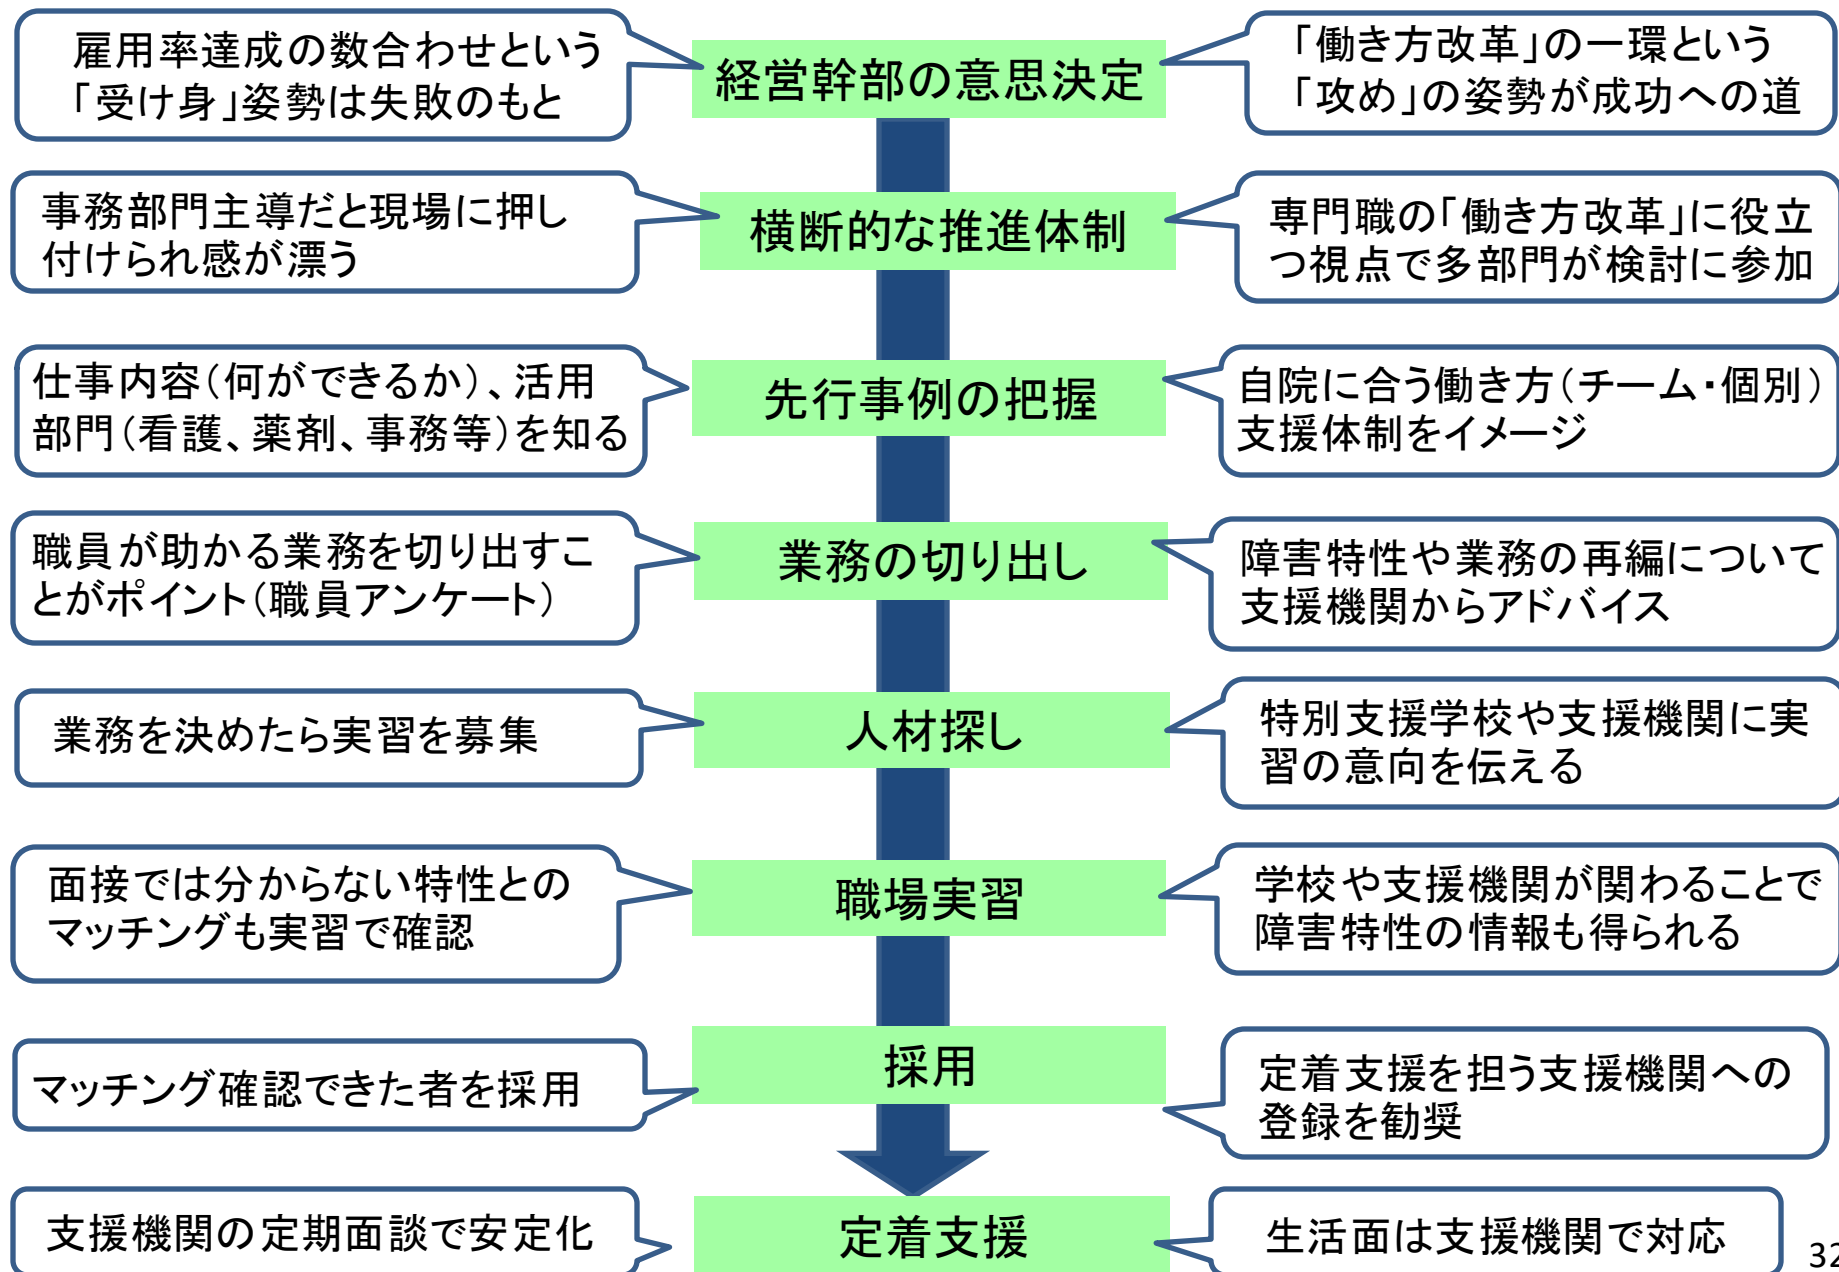 雇用率達成の数合わせという
「受け身」姿勢は失敗のもと
経営幹部の意思決定
「働き方改革」の一環という
「攻め」の姿勢が成功への道
事務部門主導だと現場に押し
付けられ感が漂う
横断的な推進体制
専門職の「働き方改革」に役立
つ視点で多部門が検討に参加
仕事内容（何ができるか）、活用
部門（看護、薬剤、事務等）を知る
先行事例の把握
自院に合う働き方（チーム・個別）
支援体制をイメージ
職員が助かる業務を切り出すこ
とがポイント（職員アンケート）
業務の切り出し
障害特性や業務の再編について
支援機関からアドバイス
業務を決めたら実習を募集
人材探し
特別支援学校や支援機関に実
習の意向を伝える
面接では分からない特性との
マッチングも実習で確認
職場実習
学校や支援機関が関わることで
障害特性の情報も得られる
マッチング確認できた者を採用
採用
定着支援を担う支援機関への
登録を勧奨
支援機関の定期面談で安定化
定着支援
生活面は支援機関で対応
32